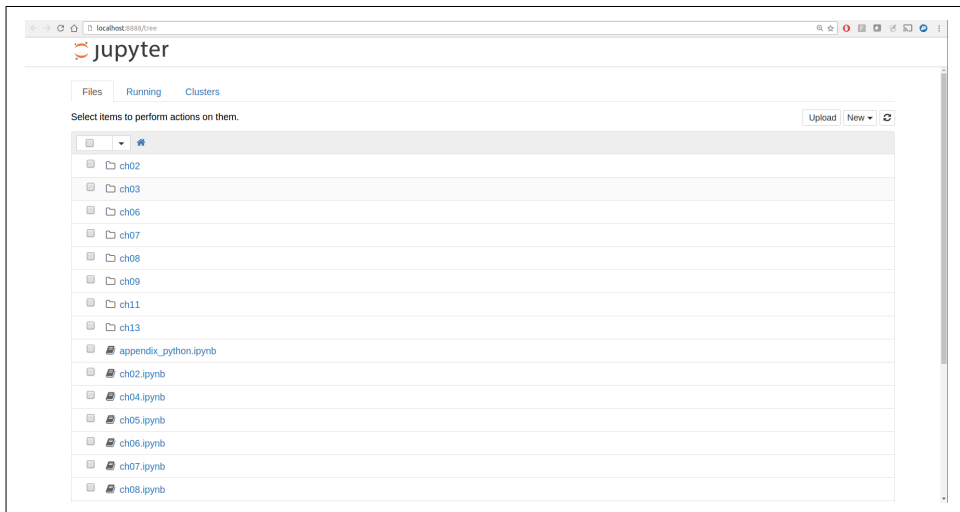 localhost:8888/tree
jupyter
Files Running Clusters
Select items to perform actions on them. Upload New
ch02
ch03
ch06
ch07
ch08
ch09
ch11
ch13
appendix_python.ipynb
ch02.ipynb
ch04.ipynb
ch05.ipynb
ch06.ipynb
ch07.ipynb
ch08.ipynb